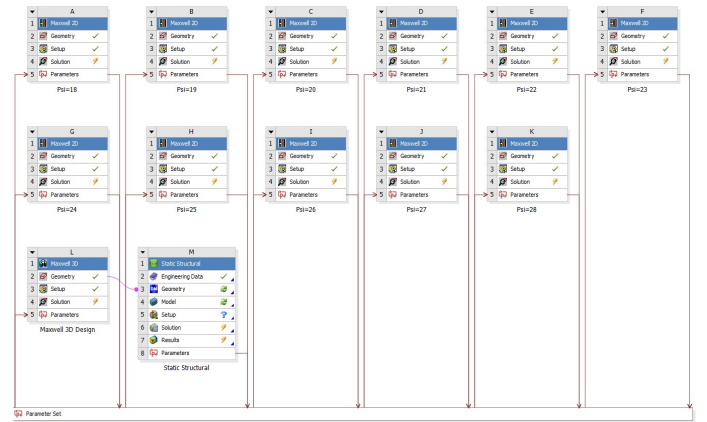 A B C D E F
1 Maxwell 2D 1 Maxwell 2D 1 Maxwell 2D 1 Maxwell 2D 1 Maxwell 2D 1 Maxwell 2D
2 Geometry 2 Geometry 2 Geometry 2 Geometry 2 Geometry 2 Geometry
3 Setup 3 Setup 3 Setup 3 Setup 3 Setup 3 Setup
4 Solution 4 Solution 4 Solution 4 Solution 4 Solution 4 Solution
5 Parameters 5 Parameters 5 Parameters 5 Parameters 5 Parameters 5 Parameters
Psi=18 Psi=19 Psi=20 Psi=21 Psi=22 Psi=23
G H I J K
1 Maxwell 2D 1 Maxwell 2D 1 Maxwell 2D 1 Maxwell 2D 1 Maxwell 2D
2 Geometry 2 Geometry 2 Geometry 2 Geometry 2 Geometry
3 Setup 3 Setup 3 Setup 3 Setup 3 Setup
4 Solution 4 Solution 4 Solution 4 Solution 4 Solution
5 Parameters 5 Parameters 5 Parameters 5 Parameters 5 Parameters
Psi=24 Psi=25 Psi=26 Psi=27 Psi=28
L M
1 Maxwell 3D 1 Static Structural
2 Geometry 2 Engineering Data
3 Setup 3 Geometry
4 Solution 4 Model
5 Parameters 5 Setup
Maxwell 3D Design 6 Solution
7 Results
8 Parameters
Static Structural
Parameter Set